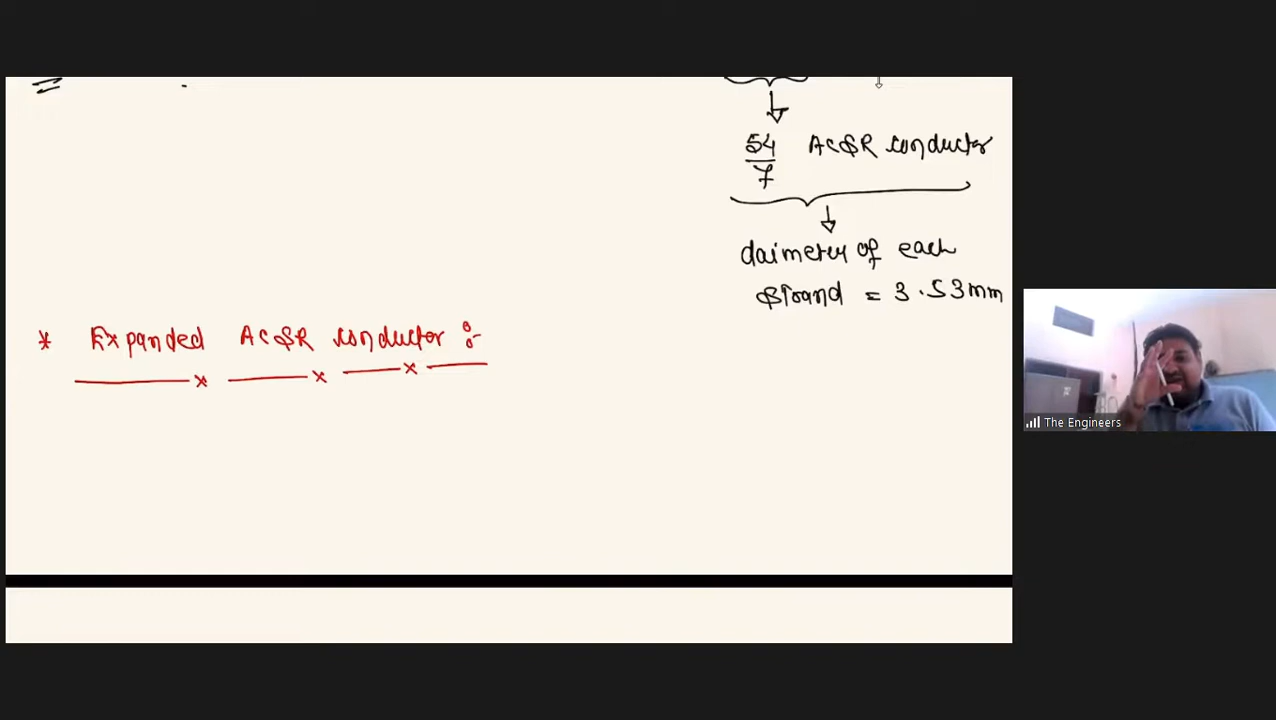 54
7 ACSR conductor
daimeter of each
strand = 3.53mm
* Expanded ACSR conductor :-
The Engineers